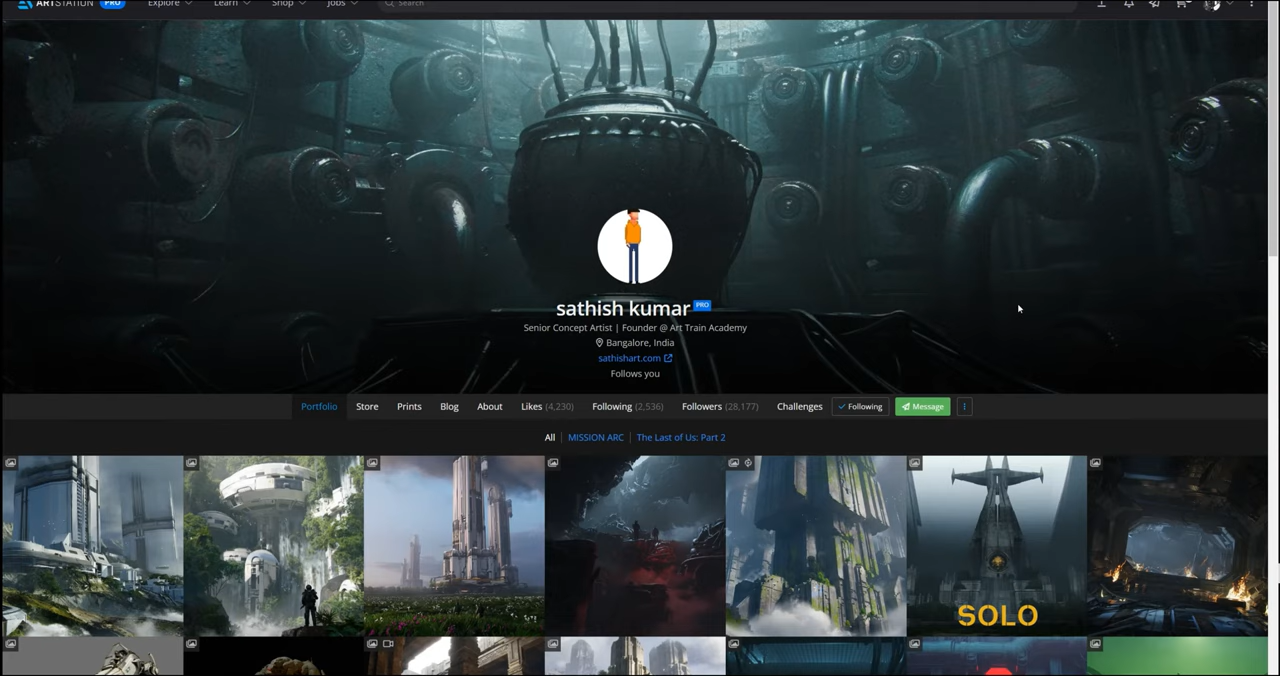 ARTSTATION PRO Explore Learn Shop Jobs Search
sathish kumar PRO
Senior Concept Artist | Founder @ Art Train Academy
Bangalore, India
sathishart.com
Follows you
Portfolio Store Prints Blog About Likes (4,230) Following (2,536) Followers (28,177) Challenges Following Message
All | MISSION ARC | The Last of Us: Part 2
SOLO